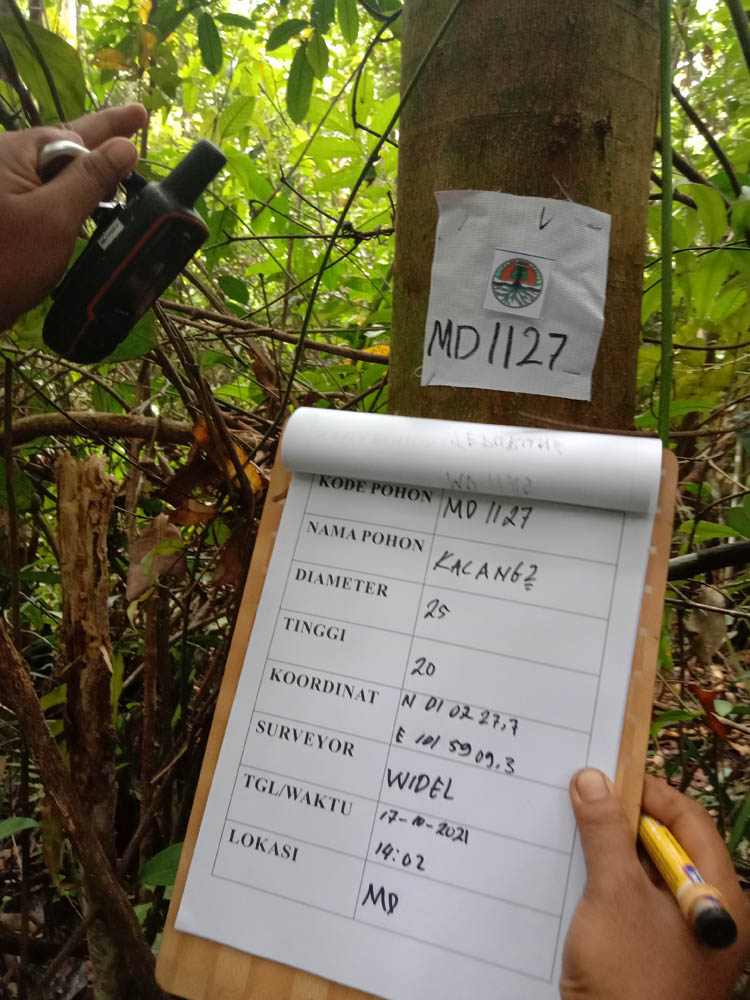 MD 1127
KODE POHON MD 1127
NAMA POHON KALANG2
DIAMETER 25
TINGGI 20
KOORDINAT N 01 02 27,7
E 101 59 09.3
SURVEYOR WIDEL
TGL/WAKTU 17-10-2021
14:02
LOKASI MD